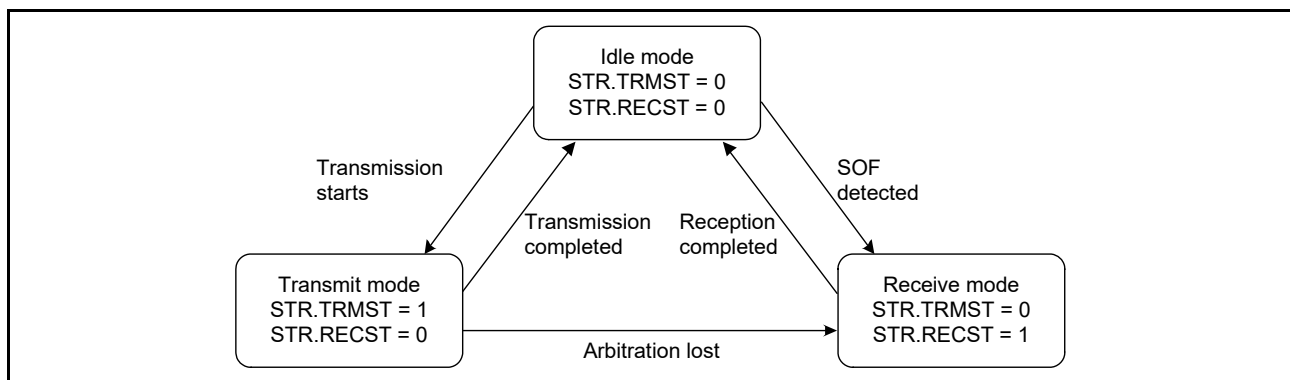 Idle mode
STR.TRMST = 0
STR.RECST = 0
Transmission
starts
SOF
detected
Transmission
completed
Reception
completed
Transmit mode
STR.TRMST = 1
STR.RECST = 0
Receive mode
STR.TRMST = 0
STR.RECST = 1
Arbitration lost